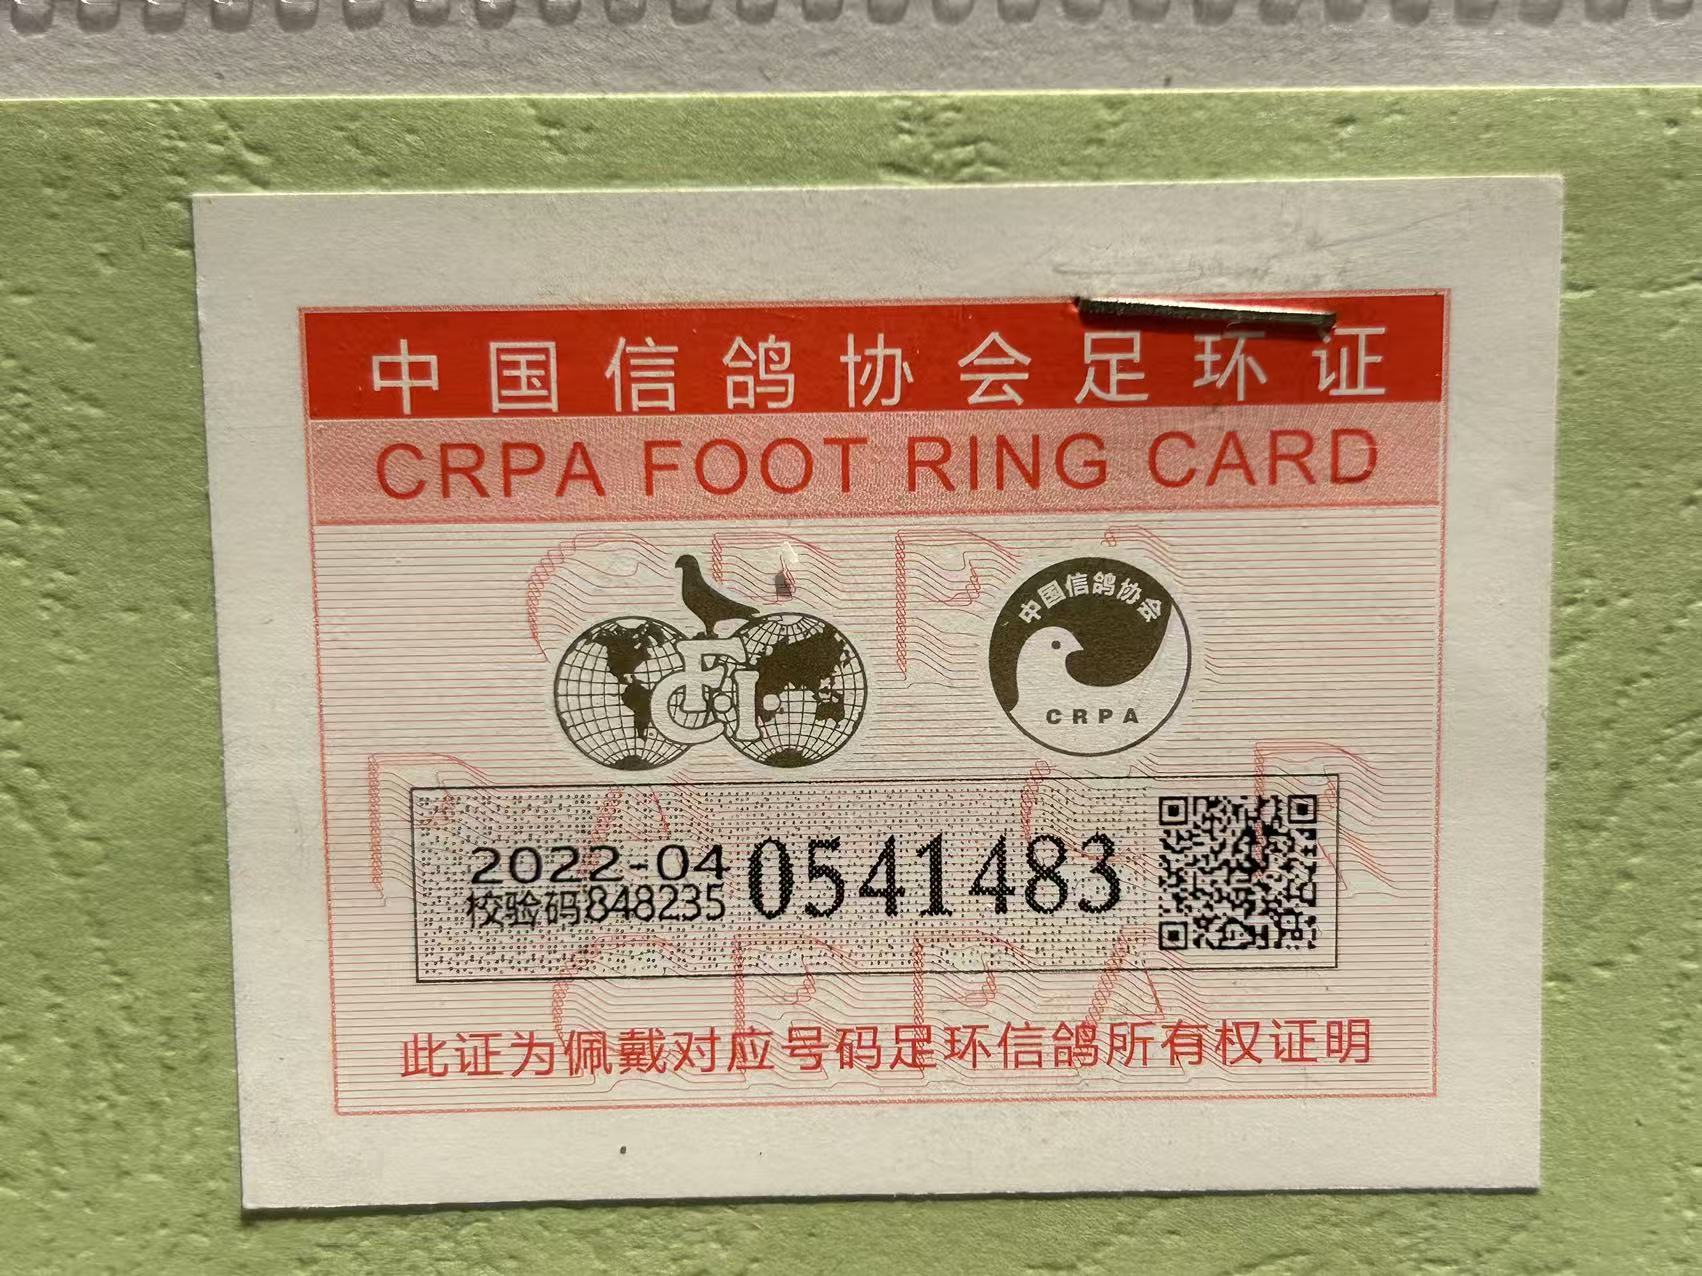 中国信鸽协会足环证
CRPA FOOT RING CARD
FCI
中国信鸽协会
CRPA
2022-04 0541483
校验码848235
此证为佩戴对应号码足环信鸽所有权证明